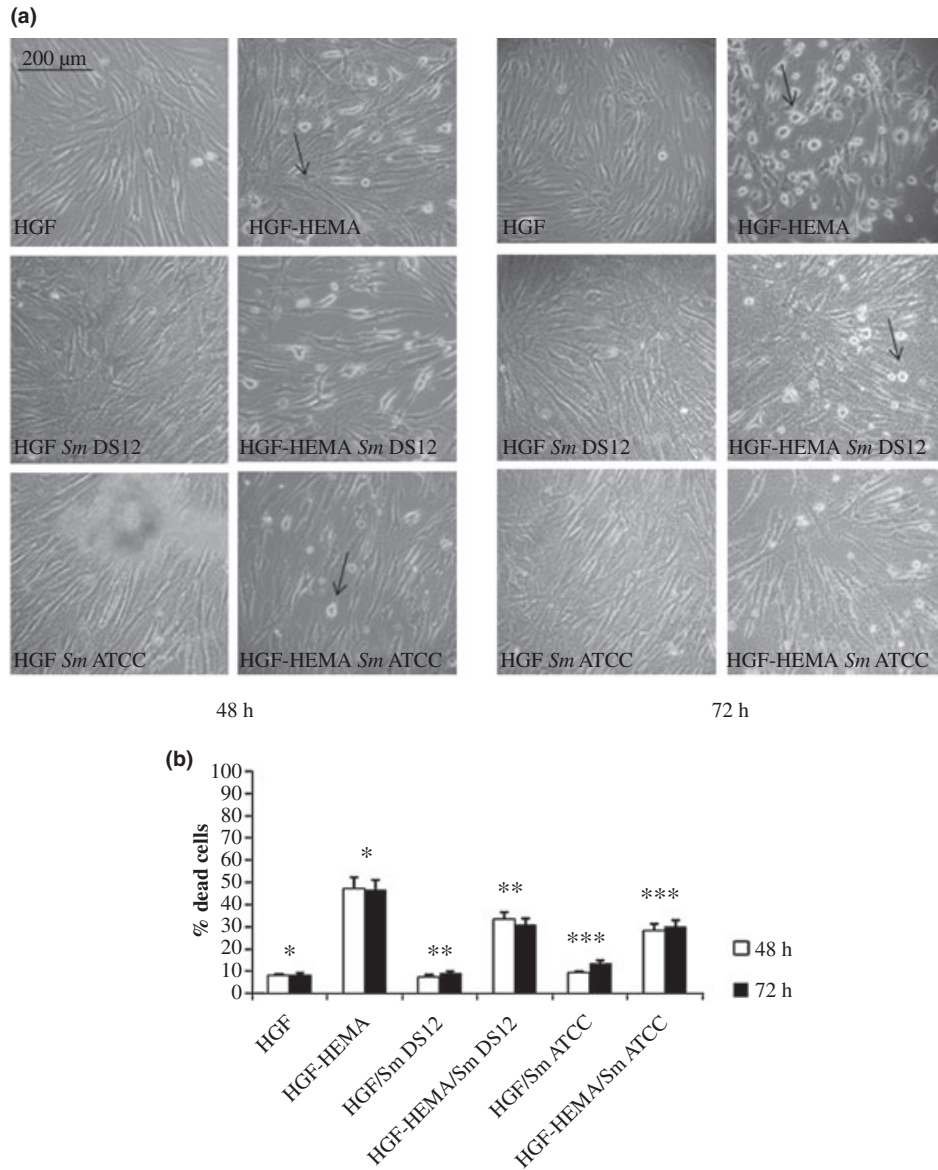 (a)
200 µm
HGF HGF-HEMA HGF HGF-HEMA
HGF Sm DS12 HGF-HEMA Sm DS12 HGF Sm DS12 HGF-HEMA Sm DS12
HGF Sm ATCC HGF-HEMA Sm ATCC HGF Sm ATCC HGF-HEMA Sm ATCC
48 h 72 h
(b)
% dead cells
100
90
80
70
60
50
40
30
20
10
0
* * ** ** *** ***
HGF
HGF-HEMA
HGF/Sm DS12
HGF-HEMA/Sm DS12
HGF/Sm ATCC
HGF-HEMA/Sm ATCC
48 h
72 h